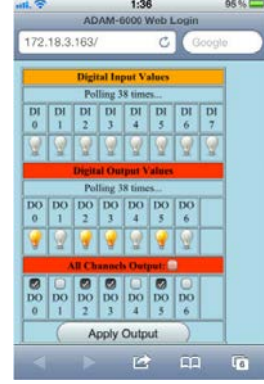 1:36
95%
ADAM-6000 Web Login
172.18.3.163/
Google
Digital Input Values
Polling 38 times...
DI DI DI DI DI DI DI DI
0 1 2 3 4 5 6 7
Digital Output Values
Polling 38 times...
DO DO DO DO DO DO DO
0 1 2 3 4 5 6
All Channels Output:
DO DO DO DO DO DO DO
0 1 2 3 4 5 6
Apply Output
6